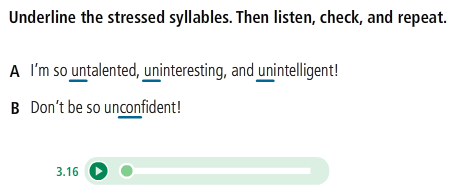 Underline the stressed syllables. Then listen, check, and repeat.
A I'm so untalented, uninteresting, and unintelligent!
B Don't be so unconfident!
3.16